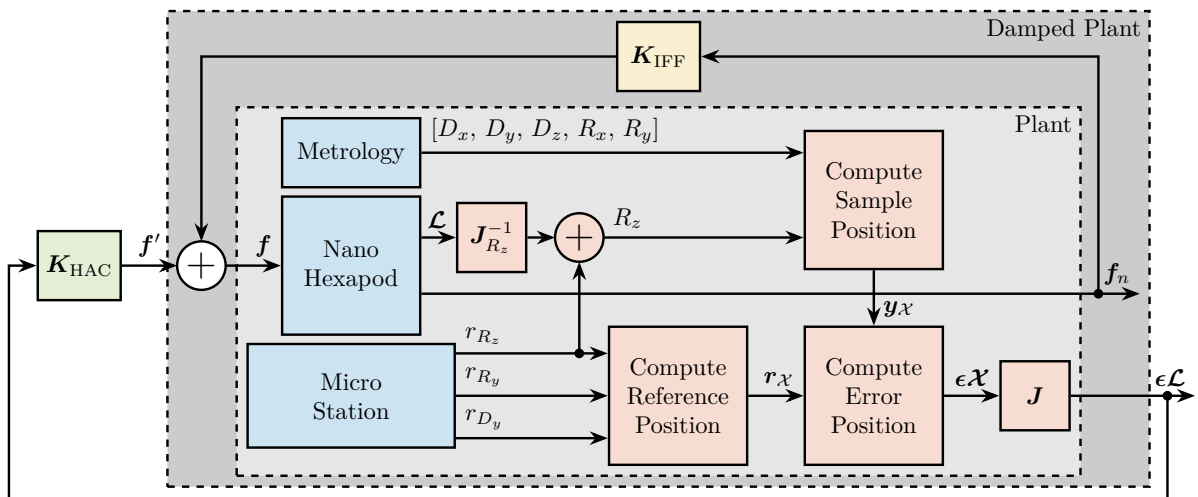 Damped Plant
K_IFF
Plant
[D_x, D_y, D_z, R_x, R_y]
Metrology
Compute
Sample
Position
𝓛
J_{R_z}^{-1}
+
R_z
Nano
Hexapod
K_HAC
f′
+
f
f_n
y_𝒳
Micro
Station
r_{R_z}
r_{R_y}
r_{D_y}
Compute
Reference
Position
r_𝒳
Compute
Error
Position
ϵ𝒳
J
ϵ𝓛